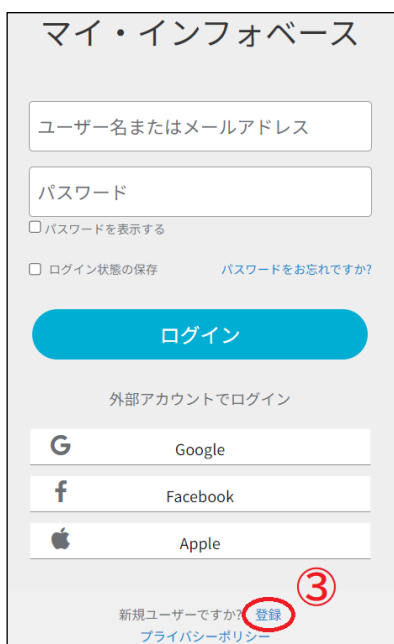 マイ・インフォベース
ユーザー名またはメールアドレス
パスワード
パスワードを表示する
ログイン状態の保存 パスワードをお忘れですか?
ログイン
外部アカウントでログイン
Google
Facebook
Apple
③
新規ユーザーですか? 登録
プライバシーポリシー